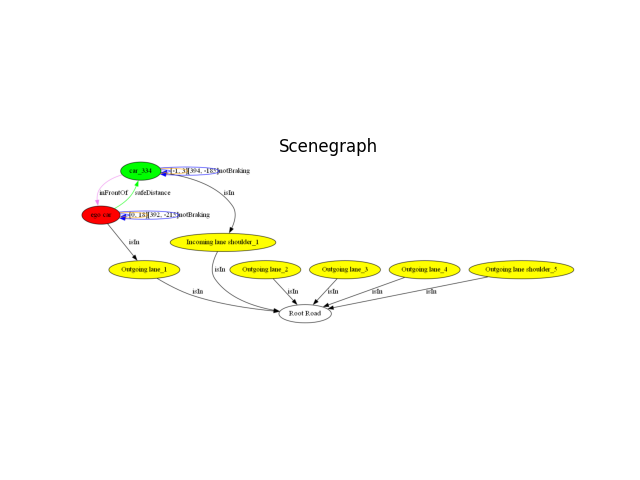 Scenegraph
car_334
[-1, 3]
[394, -183]
notBraking
inFrontOf
safeDistance
isIn
ego car
[0, 18]
[392, -213]
notBraking
isIn
Incoming lane shoulder_1
Outgoing lane_1
isIn
Outgoing lane_2
Outgoing lane_3
Outgoing lane_4
Outgoing lane shoulder_5
isIn
isIn
isIn
isIn
isIn
Root Road